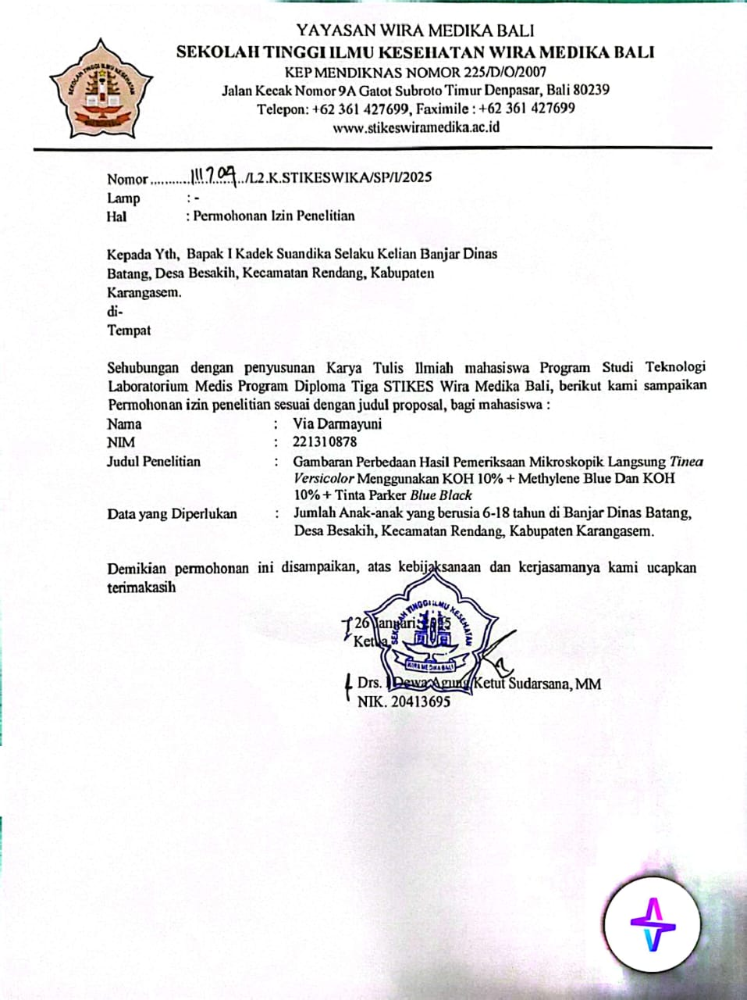 YAYASAN WIRA MEDIKA BALI
SEKOLAH TINGGI ILMU KESEHATAN WIRA MEDIKA BALI
KEP MENDIKNAS NOMOR 225/D/O/2007
Jalan Kecak Nomor 9A Gatot Subroto Timur Denpasar, Bali 80239
Telepon: +62 361 427699, Faximile : +62 361 427699
www.stikeswiramedika.ac.id
SEKOLAH TINGGI ILMU KESEHATAN
Nomor ............../L2.K.STIKESWIKA/SP/I/2025
Lamp : -
Hal : Permohonan Izin Penelitian
Kepada Yth, Bapak I Kadek Suandika Selaku Kelian Banjar Dinas
Batang, Desa Besakih, Kecamatan Rendang, Kabupaten
Karangasem.
di-
Tempat
Sehubungan dengan penyusunan Karya Tulis Ilmiah mahasiswa Program Studi Teknologi
Laboratorium Medis Program Diploma Tiga STIKES Wira Medika Bali, berikut kami sampaikan
Permohonan izin penelitian sesuai dengan judul proposal, bagi mahasiswa :
Nama : Via Darmayuni
NIM : 221310878
Judul Penelitian : Gambaran Perbedaan Hasil Pemeriksaan Mikroskopik Langsung Tinea
Versicolor Menggunakan KOH 10% + Methylene Blue Dan KOH
10% + Tinta Parker Blue Black
Data yang Diperlukan : Jumlah Anak-anak yang berusia 6-18 tahun di Banjar Dinas Batang,
Desa Besakih, Kecamatan Rendang, Kabupaten Karangasem.
Demikian permohonan ini disampaikan, atas kebijaksanaan dan kerjasamanya kami ucapkan
terimakasih
26 Januari 2025
Ketua
SEKOLAH TINGGI ILMU KESEHATAN
WIRA MEDIKA BALI
Drs. I Dewa Agung Ketut Sudarsana, MM
NIK. 20413695